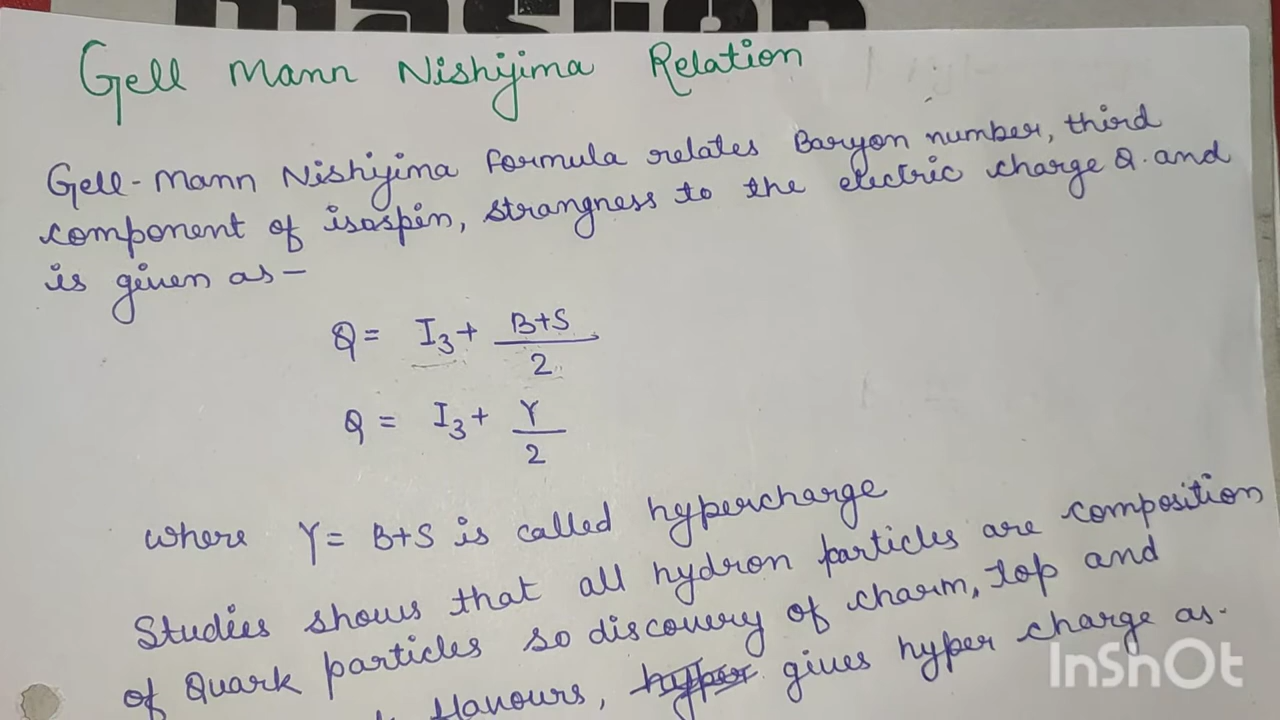 Gell Mann Nishijima Relation
Gell-Mann Nishijima Formula relates Baryon number, third
component of isospin, strangness to the electric charge Q. and
is given as -
Q = I₃ + (B+S)/2
Q = I₃ + Y/2
where Y = B+S is called hypercharge
Studies shows that all hydron particles are composition
of Quark particles so discovery of charm, top and
flavours, gives hyper charge as -
InShOt